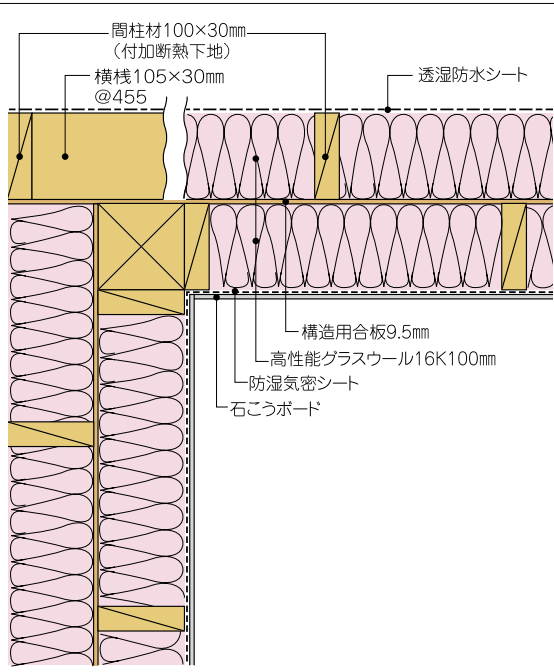 間柱材100×30mm
（付加断熱下地）
横桟105×30mm
@455
透湿防水シート
構造用合板9.5mm
高性能グラスウール16K100mm
防湿気密シート
石こうボード